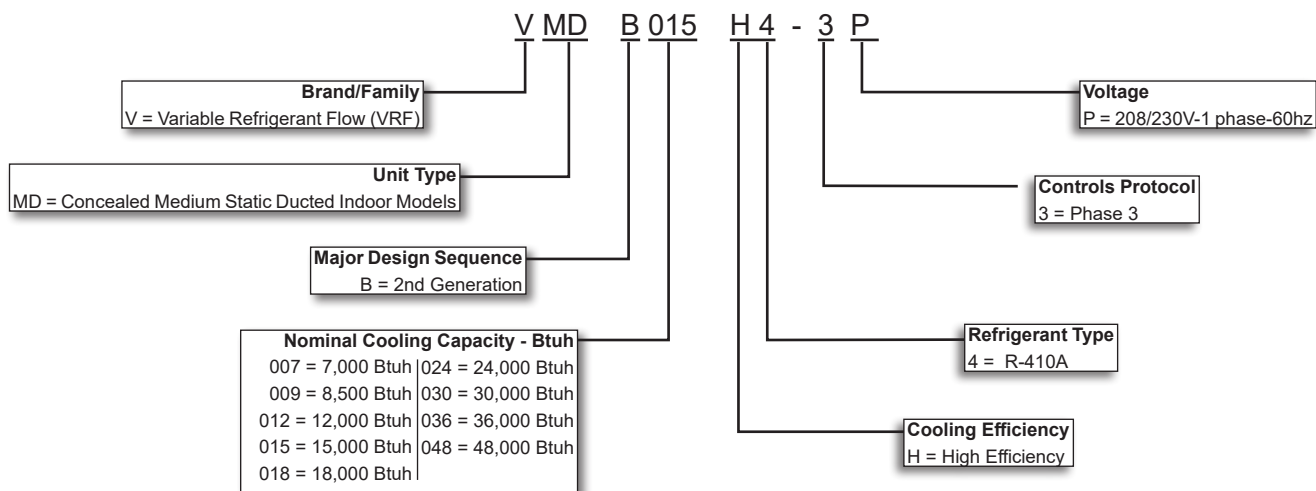 V MD B 015 H 4 - 3 P
Brand/Family
V = Variable Refrigerant Flow (VRF)
Voltage
P = 208/230V-1 phase-60hz
Unit Type
MD = Concealed Medium Static Ducted Indoor Models
Controls Protocol
3 = Phase 3
Major Design Sequence
B = 2nd Generation
Nominal Cooling Capacity - Btuh
007 = 7,000 Btuh 024 = 24,000 Btuh
009 = 8,500 Btuh 030 = 30,000 Btuh
012 = 12,000 Btuh 036 = 36,000 Btuh
015 = 15,000 Btuh 048 = 48,000 Btuh
018 = 18,000 Btuh
Refrigerant Type
4 = R-410A
Cooling Efficiency
H = High Efficiency